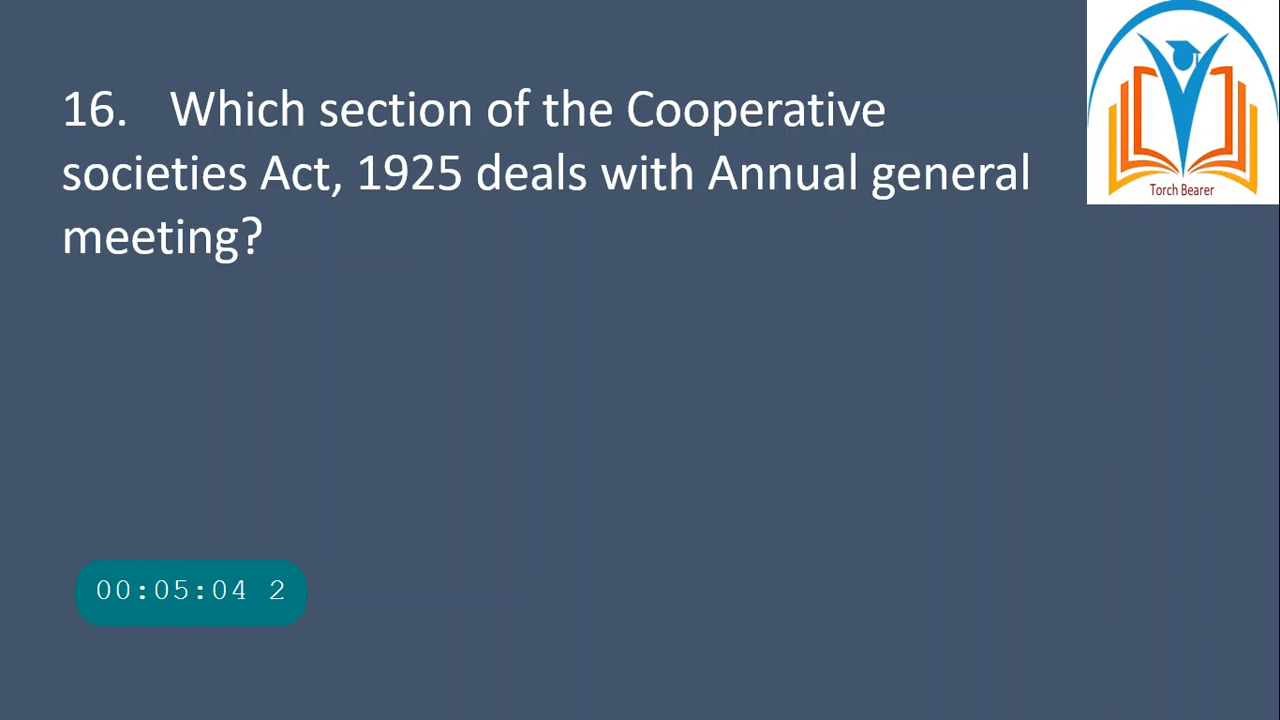 16. Which section of the Cooperative
societies Act, 1925 deals with Annual general
meeting?
Torch Bearer
00:05:04 2